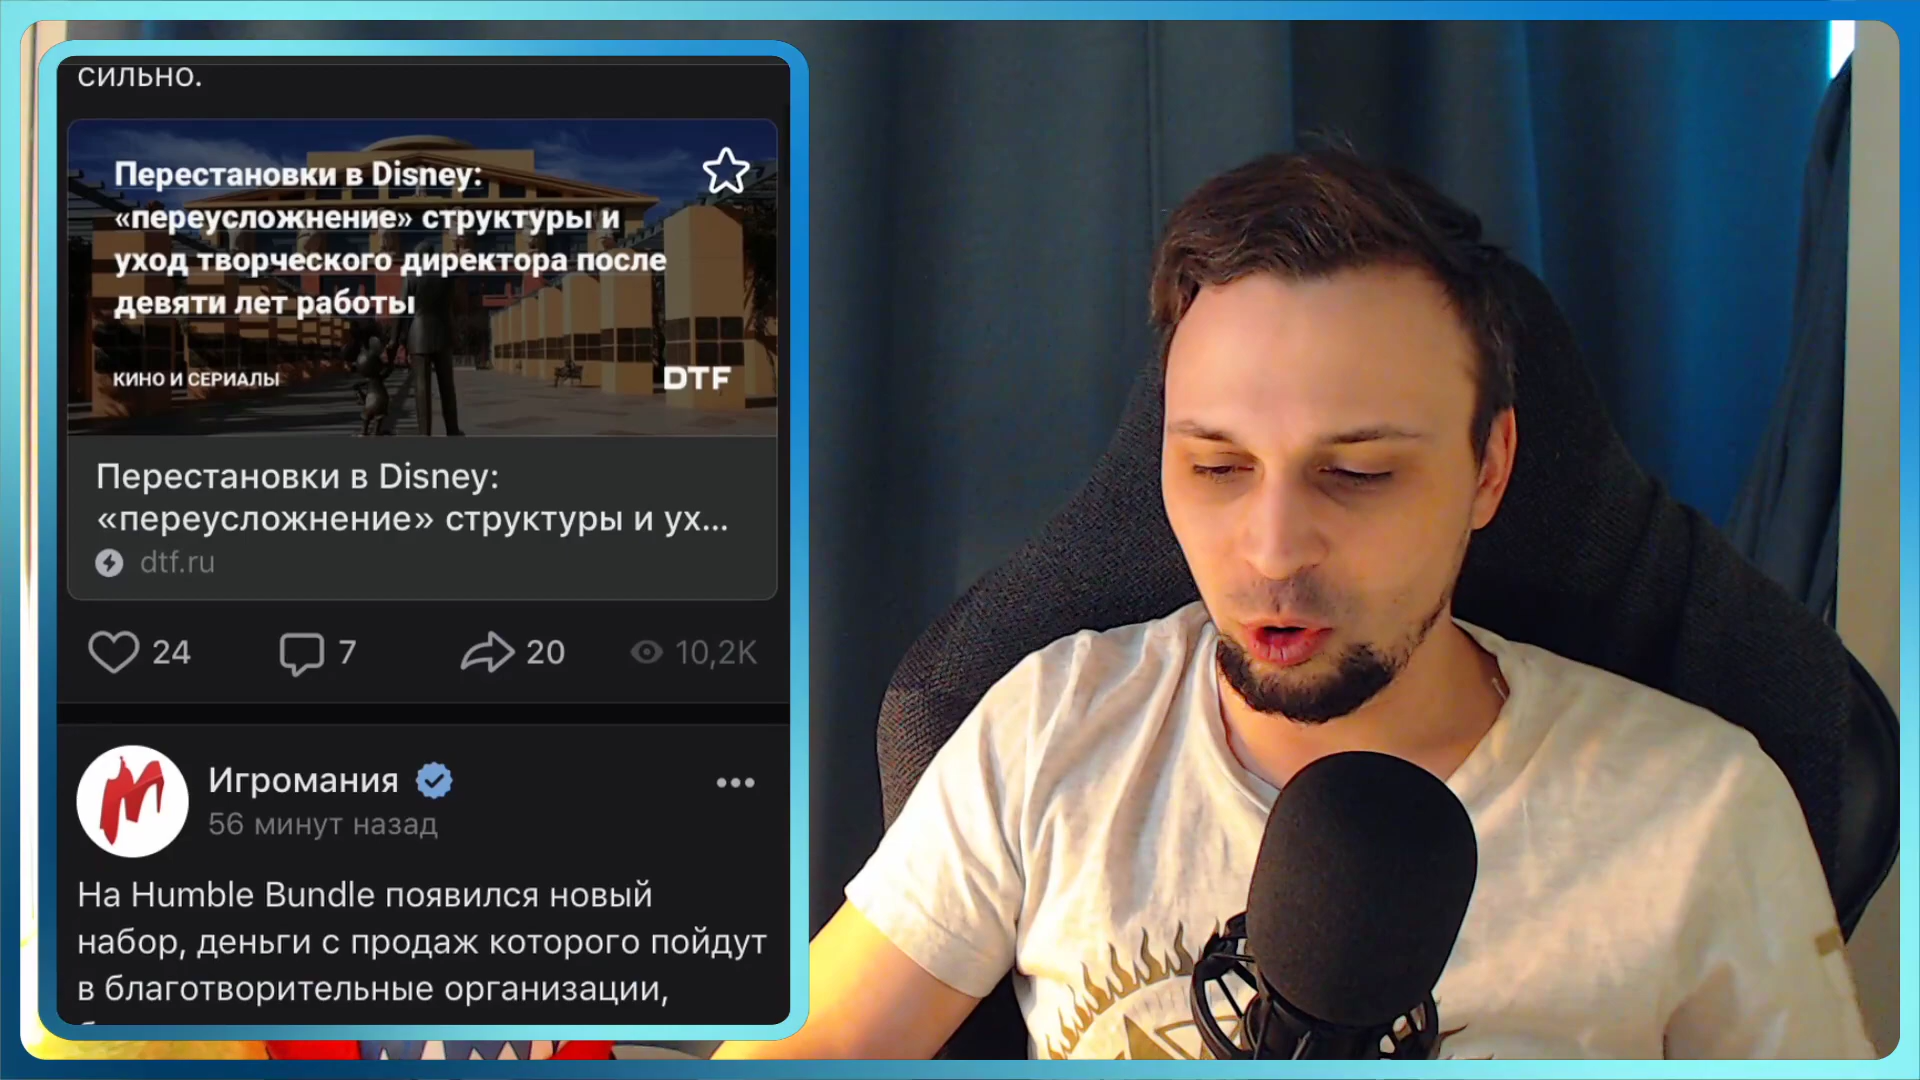 сильно.
Перестановки в Disney:
«переусложнение» структуры и
уход творческого директора после
девяти лет работы
КИНО И СЕРИАЛЫ
DTF
Перестановки в Disney:
«переусложнение» структуры и ух...
dtf.ru
24
7
20
10,2K
Игромания
56 минут назад
На Humble Bundle появился новый
набор, деньги с продаж которого пойдут
в благотворительные организации,